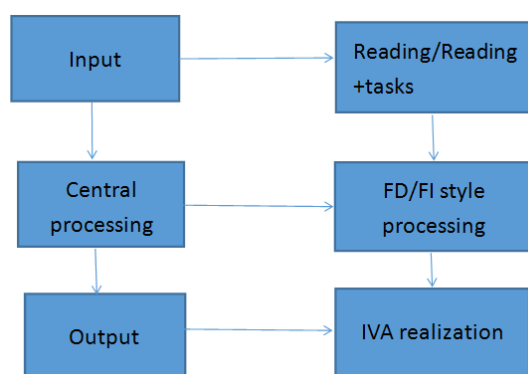 Input
Reading/Reading
+tasks
Central
processing
FD/FI style
processing
Output
IVA realization